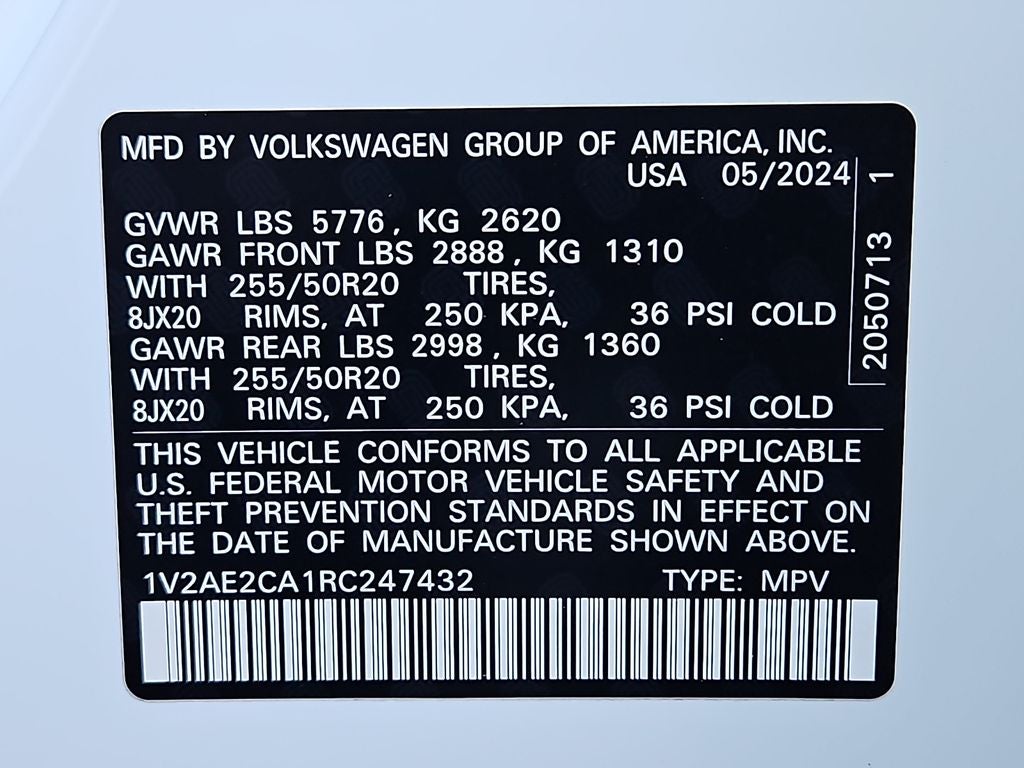 MFD BY VOLKSWAGEN GROUP OF AMERICA, INC.
USA 05/2024
GVWR LBS 5776, KG 2620
GAWR FRONT LBS 2888, KG 1310
WITH 255/50R20 TIRES,
8JX20 RIMS, AT 250 KPA, 36 PSI COLD
GAWR REAR LBS 2998, KG 1360
WITH 255/50R20 TIRES,
8JX20 RIMS, AT 250 KPA, 36 PSI COLD
2050713 1
THIS VEHICLE CONFORMS TO ALL APPLICABLE
U.S. FEDERAL MOTOR VEHICLE SAFETY AND
THEFT PREVENTION STANDARDS IN EFFECT ON
THE DATE OF MANUFACTURE SHOWN ABOVE.
1V2AE2CA1RC247432 TYPE: MPV